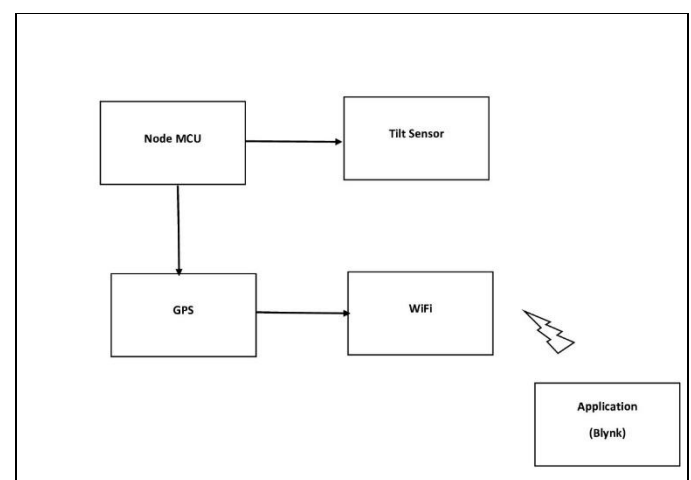 Node MCU
Tilt Sensor
GPS
WiFi
Application
(Blynk)